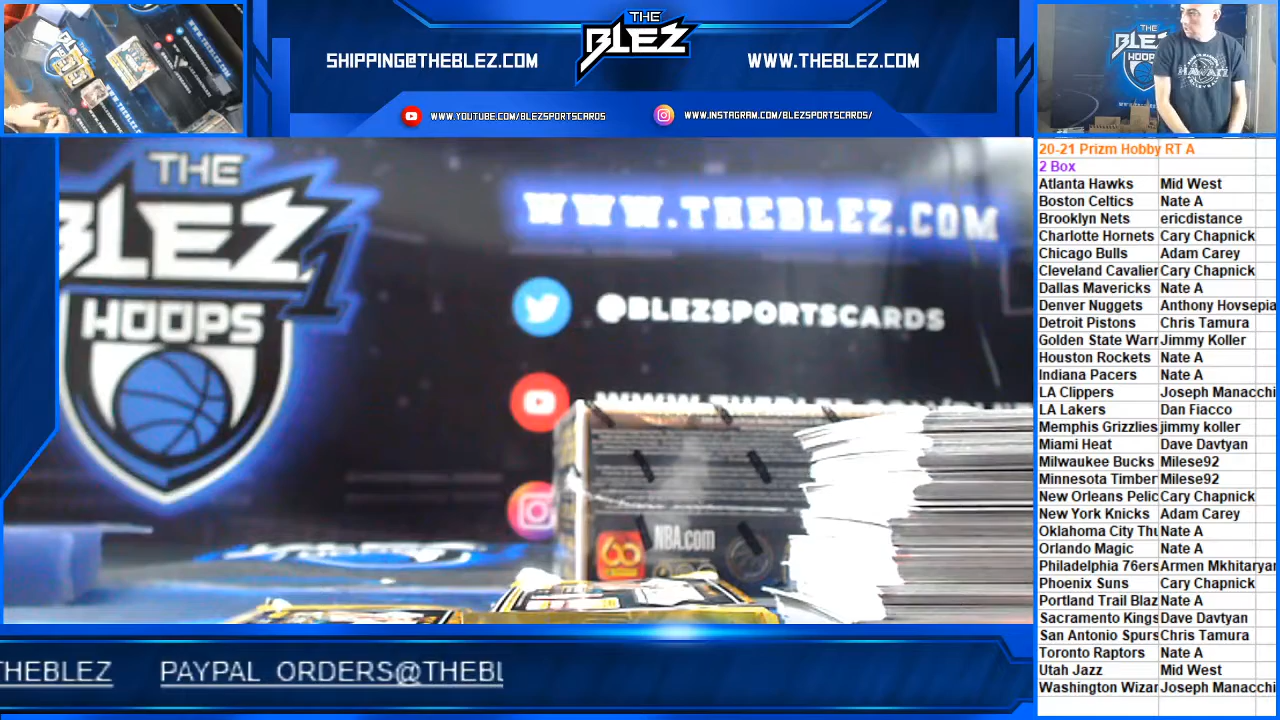 SHIPPING@THEBLEZ.COM
THE
BLEZ
WWW.THEBLEZ.COM
WWW.YOUTUBE.COM/BLEZSPORTSCARDS
WWW.INSTAGRAM.COM/BLEZSPORTSCARDS/
THE
BLEZ
HOOPS
1
WWW.THEBLEZ.COM
@BLEZSPORTSCARDS
60
NBA.com
THEBLEZ PAYPAL ORDERS@THEBL
BLE
HOOPS
HAWAII
20-21 Prizm Hobby RT A
2 Box
Atlanta Hawks Mid West
Boston Celtics Nate A
Brooklyn Nets ericdistance
Charlotte Hornets Cary Chapnick
Chicago Bulls Adam Carey
Cleveland Cavalier Cary Chapnick
Dallas Mavericks Nate A
Denver Nuggets Anthony Hovsepia
Detroit Pistons Chris Tamura
Golden State Warr Jimmy Koller
Houston Rockets Nate A
Indiana Pacers Nate A
LA Clippers Joseph Manacchi
LA Lakers Dan Fiacco
Memphis Grizzlies jimmy koller
Miami Heat Dave Davtyan
Milwaukee Bucks Milese92
Minnesota Timber Milese92
New Orleans Pelic Cary Chapnick
New York Knicks Adam Carey
Oklahoma City Thu Nate A
Orlando Magic Nate A
Philadelphia 76ers Armen Mkhitaryan
Phoenix Suns Cary Chapnick
Portland Trail Blaz Nate A
Sacramento Kings Dave Davtyan
San Antonio Spurs Chris Tamura
Toronto Raptors Nate A
Utah Jazz Mid West
Washington Wizar Joseph Manacchi